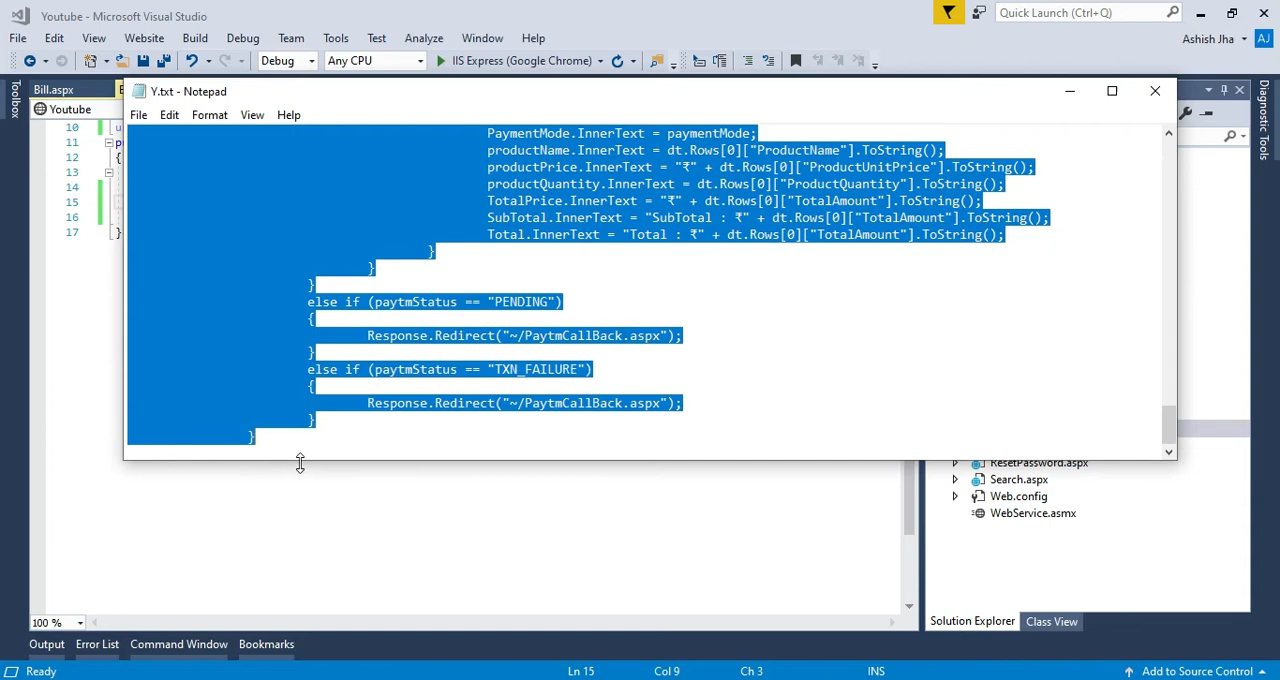 Youtube - Microsoft Visual Studio
Quick Launch (Ctrl+Q)
File Edit View Website Build Debug Team Tools Test Analyze Window Help
Ashish Jha AJ
Debug Any CPU IIS Express (Google Chrome)
Toolbox
Bill.aspx
Youtube
Y.txt - Notepad
File Edit Format View Help
Diagnostic Tools
10
11
12
13
14
15
16
17
{
}
PaymentMode.InnerText = paymentMode;
productName.InnerText = dt.Rows[0]["ProductName"].ToString();
productPrice.InnerText = "₹" + dt.Rows[0]["ProductUnitPrice"].ToString();
productQuantity.InnerText = dt.Rows[0]["ProductQuantity"].ToString();
TotalPrice.InnerText = "₹" + dt.Rows[0]["TotalAmount"].ToString();
SubTotal.InnerText = "SubTotal : ₹" + dt.Rows[0]["TotalAmount"].ToString();
Total.InnerText = "Total : ₹" + dt.Rows[0]["TotalAmount"].ToString();
}
}
}
else if (paytmStatus == "PENDING")
{
Response.Redirect("~/PaytmCallBack.aspx");
}
else if (paytmStatus == "TXN_FAILURE")
{
Response.Redirect("~/PaytmCallBack.aspx");
}
}
ResetPassword.aspx
Search.aspx
Web.config
WebService.asmx
100 %
Solution Explorer Class View
Output Error List Command Window Bookmarks
Ready Ln 15 Col 9 Ch 3 INS Add to Source Control